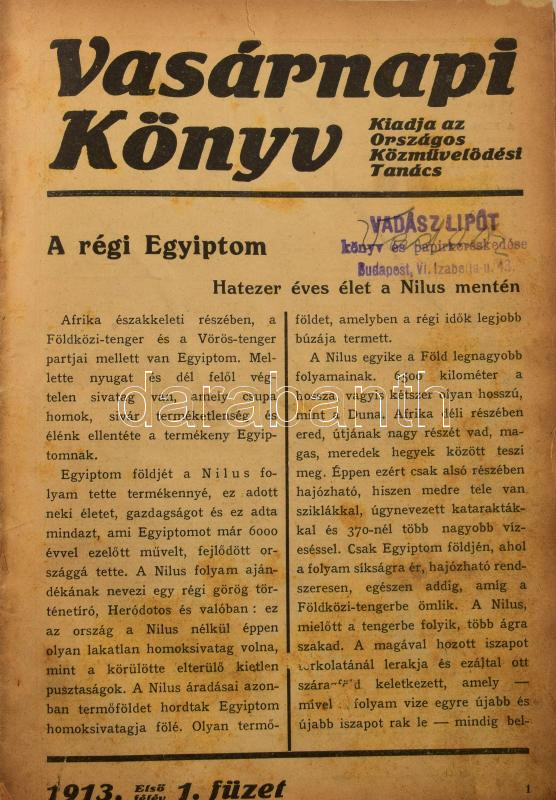 Vasárnapi
Könyv
Kiadja az
Országos
Közművelődési
Tanács
VADÁSZ LIPÓT
könyv és papirkereskedése
Budapest, VI. Izabella-u. 43.
A régi Egyiptom
Hatezer éves élet a Nilus mentén
Afrika északkeleti részében, a
Földközi-tenger és a Vörös-tenger
partjai mellett van Egyiptom. Mel-
lette nyugat és dél felől vég-
telen sivatag van, amely csupa
homok, sivár terméketlenség és
élénk ellentéte a termékeny Egyip-
tomnak.
Egyiptom földjét a Nilus fo-
lyam tette termékennyé, ez adott
neki életet, gazdagságot és ez adta
mindazt, ami Egyiptomot már 6000
évvel ezelőtt művelt, fejlődött or-
szággá tette. A Nilus folyam aján-
dékának nevezi egy régi görög tör-
ténetíró, Heródotos és valóban: ez
az ország a Nilus nélkül éppen
olyan lakatlan homoksivatag volna,
mint a körülötte elterülő kietlen
pusztaságok. A Nilus áradásai azon-
ban termőföldet hordtak Egyiptom
homoksivatagja fölé. Olyan termő-
földet, amelyben a régi idők legjobb
búzája termett.
A Nilus egyike a Föld legnagyobb
folyamainak. 6500 kilométer a
hossza, vagyis kétszer olyan hosszú,
mint a Duna. Afrika déli részében
ered, útjának nagy részét vad, ma-
gas, meredek hegyek között teszi
meg. Éppen ezért csak alsó részében
hajózható, hiszen medre tele van
sziklákkal, úgynevezett katarakták-
kal és 370-nél több nagyobb víz-
eséssel. Csak Egyiptom földjén, ahol
a folyam síkságra ér, hajózható rend-
szeresen, egészen addig, amig a
Földközi-tengerbe ömlik. A Nilus,
mielőtt a tengerbe folyik, több ágra
szakad. A magával hozott iszapot
torkolatánál lerakja és ezáltal ott
keletkezett, amely —
folyam vize egyre újabb és
újabb iszapot rak le — mindig bel-
1913. Első félév 1. füzet
1
darabanth